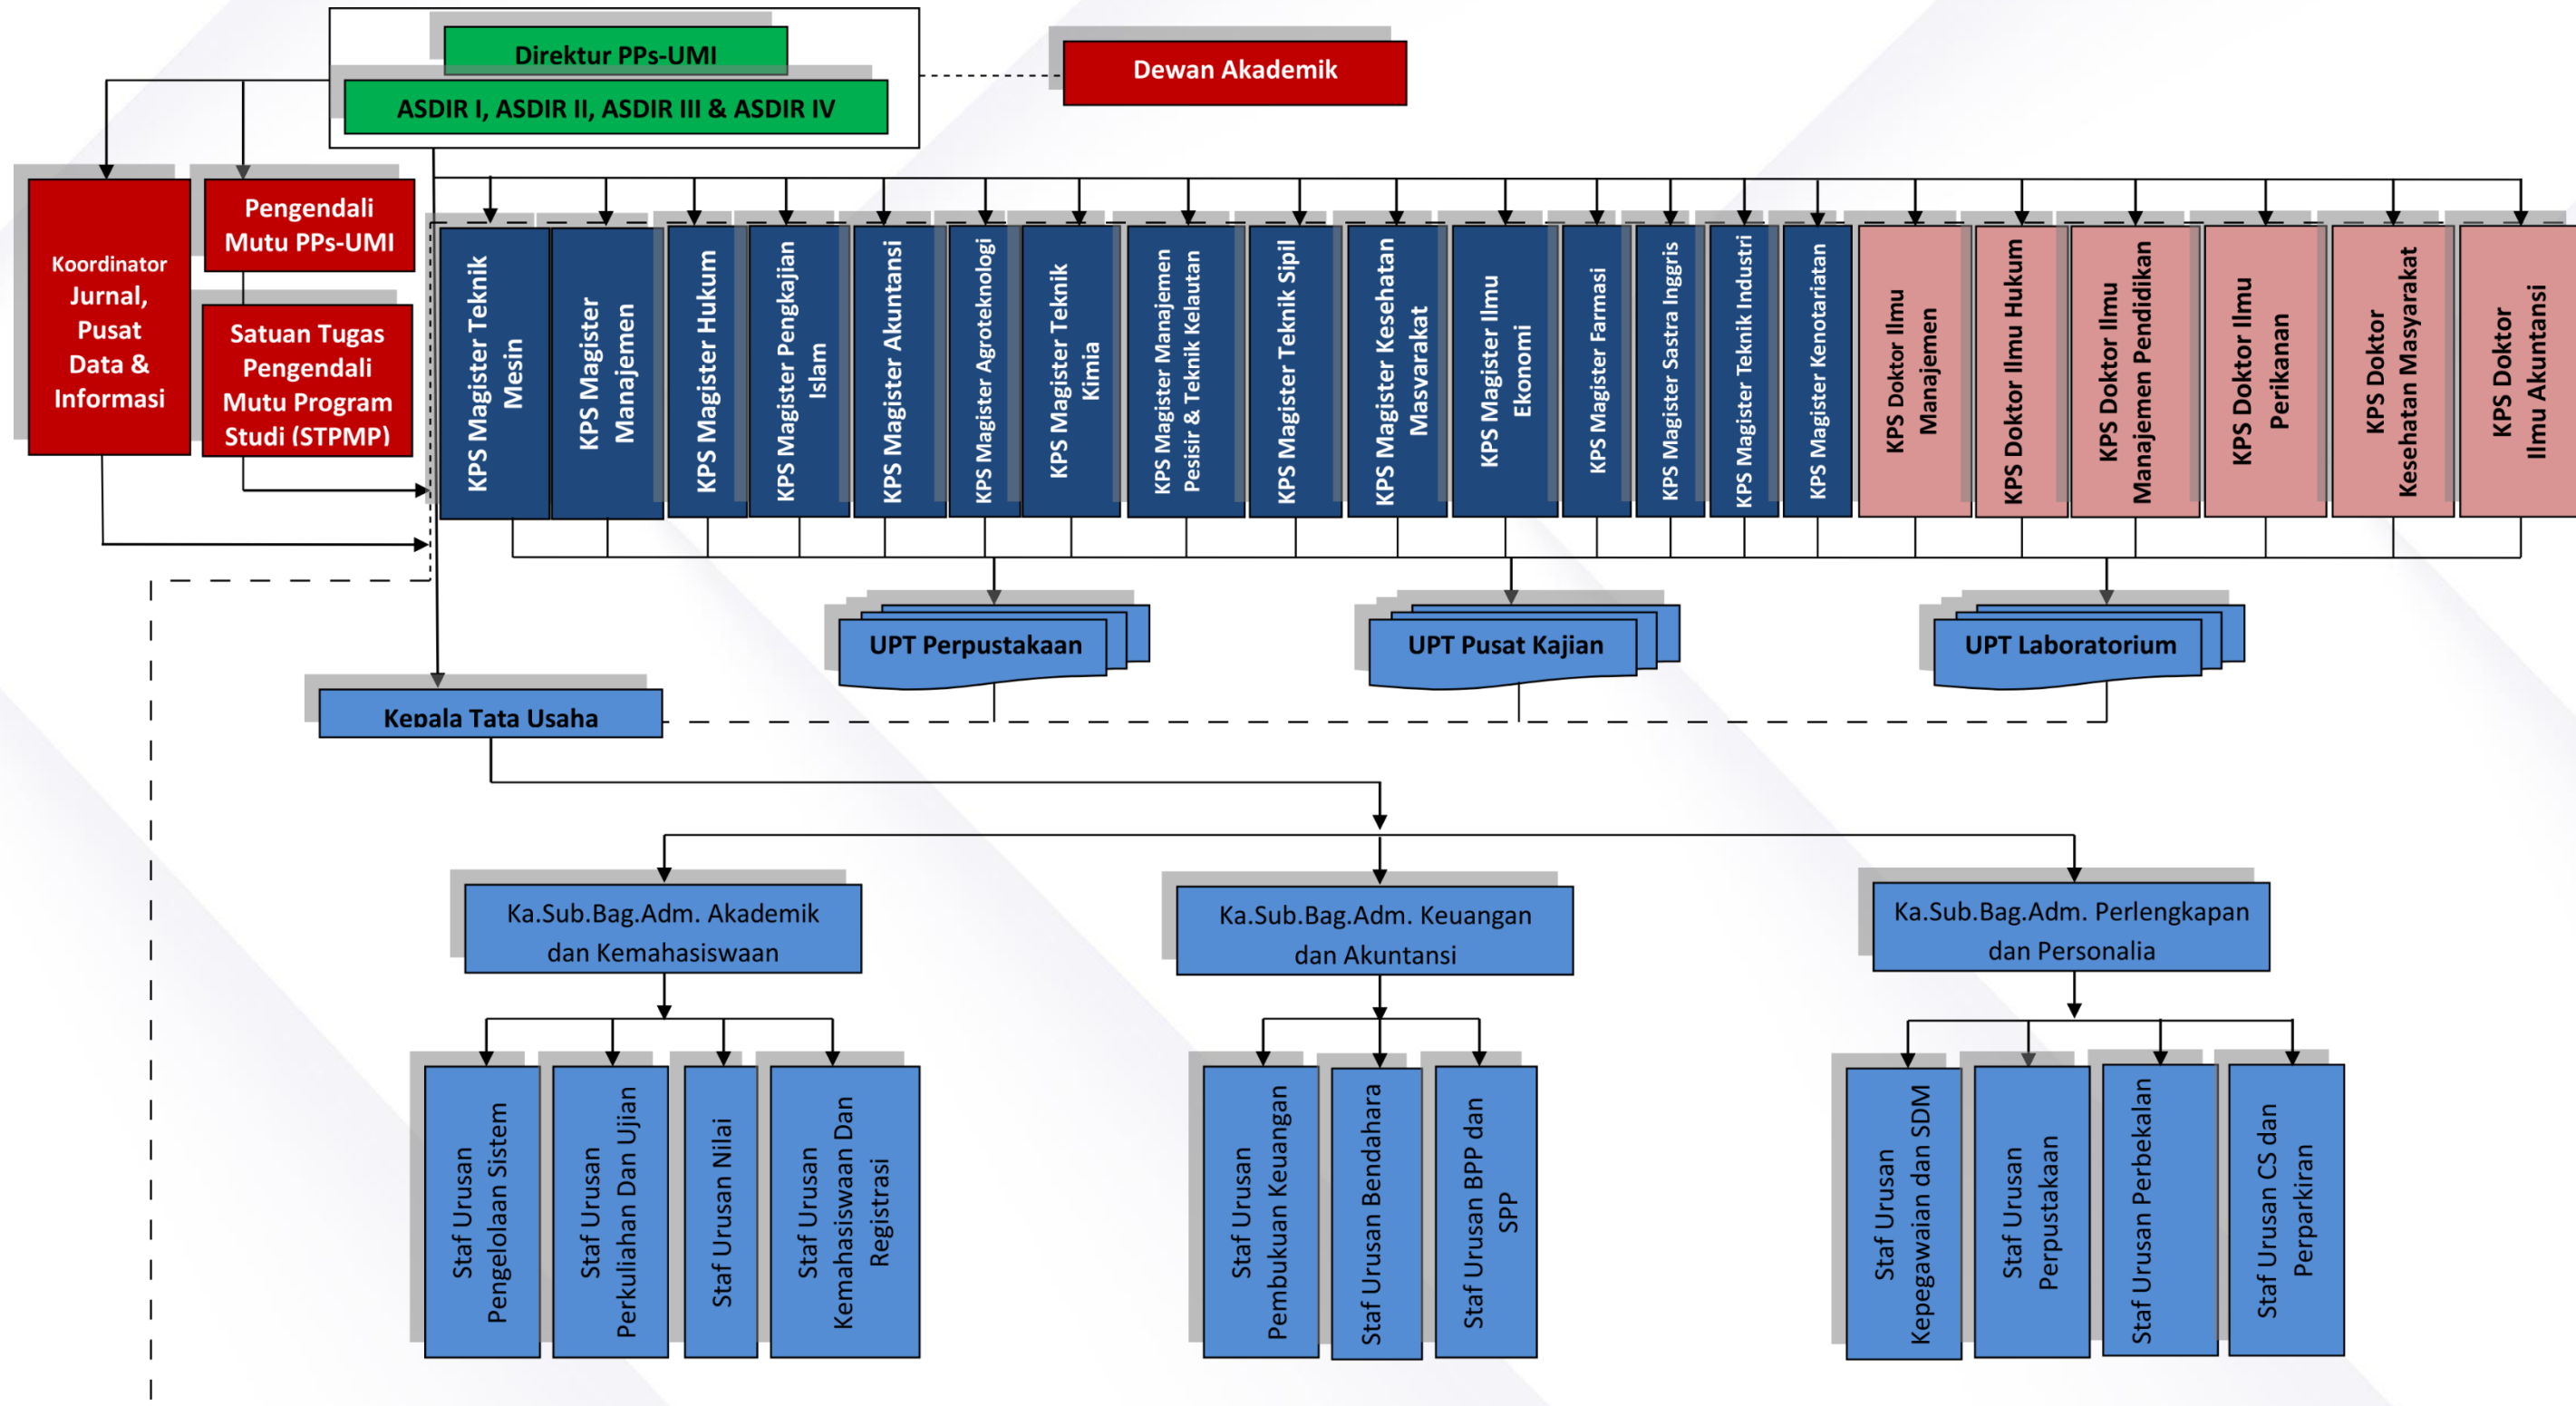 Direktur PPs-UMI
ASDIR I, ASDIR II, ASDIR III & ASDIR IV
Dewan Akademik
Koordinator
Jurnal,
Pusat
Data &
Informasi
Pengendali
Mutu PPs-UMI
Satuan Tugas
Pengendali
Mutu Program
Studi (STPMP)
KPS Magister Teknik
Mesin
KPS Magister
Manajemen
KPS Magister Hukum
KPS Magister Pengkajian
Islam
KPS Magister Akuntansi
KPS Magister Agroteknologi
KPS Magister Teknik
Kimia
KPS Magister Manajemen
Pesisir & Teknik Kelautan
KPS Magister Teknik Sipil
KPS Magister Kesehatan
Masyarakat
KPS Magister Ilmu
Ekonomi
KPS Magister Farmasi
KPS Magister Sastra Inggris
KPS Magister Teknik Industri
KPS Magister Kenotariatan
KPS Doktor Ilmu
Manajemen
KPS Doktor Ilmu Hukum
KPS Doktor Ilmu
Manajemen Pendidikan
KPS Doktor Ilmu
Perikanan
KPS Doktor
Kesehatan Masyarakat
KPS Doktor
Ilmu Akuntansi
UPT Perpustakaan
UPT Pusat Kajian
UPT Laboratorium
Kepala Tata Usaha
Ka.Sub.Bag.Adm. Akademik
dan Kemahasiswaan
Ka.Sub.Bag.Adm. Keuangan
dan Akuntansi
Ka.Sub.Bag.Adm. Perlengkapan
dan Personalia
Staf Urusan
Pengelolaan Sistem
Staf Urusan
Perkuliahan Dan Ujian
Staf Urusan Nilai
Staf Urusan
Kemahasiswaan Dan
Registrasi
Staf Urusan
Pembukuan Keuangan
Staf Urusan Bendahara
Staf Urusan BPP dan
SPP
Staf Urusan
Kepegawaian dan SDM
Staf Urusan
Perpustakaan
Staf Urusan Perbekalan
Staf Urusan CS dan
Perparkiran